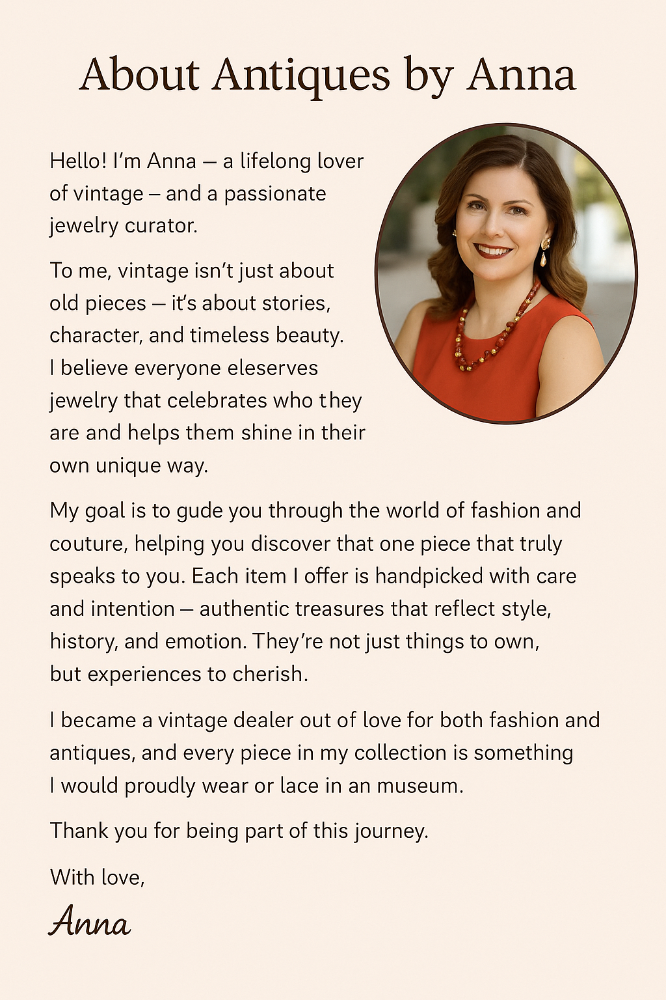 About Antiques by Anna
Hello! I’m Anna — a lifelong lover
of vintage – and a passionate
jewelry curator.
To me, vintage isn’t just about
old pieces — it’s about stories,
character, and timeless beauty.
I believe everyone eleserves
jewelry that celebrates who they
are and helps them shine in their
own unique way.
My goal is to gude you through the world of fashion and
couture, helping you discover that one piece that truly
speaks to you. Each item I offer is handpicked with care
and intention — authentic treasures that reflect style,
history, and emotion. They’re not just things to own,
but experiences to cherish.
I became a vintage dealer out of love for both fashion and
antiques, and every piece in my collection is something
I would proudly wear or lace in an museum.
Thank you for being part of this journey.
With love,
Anna